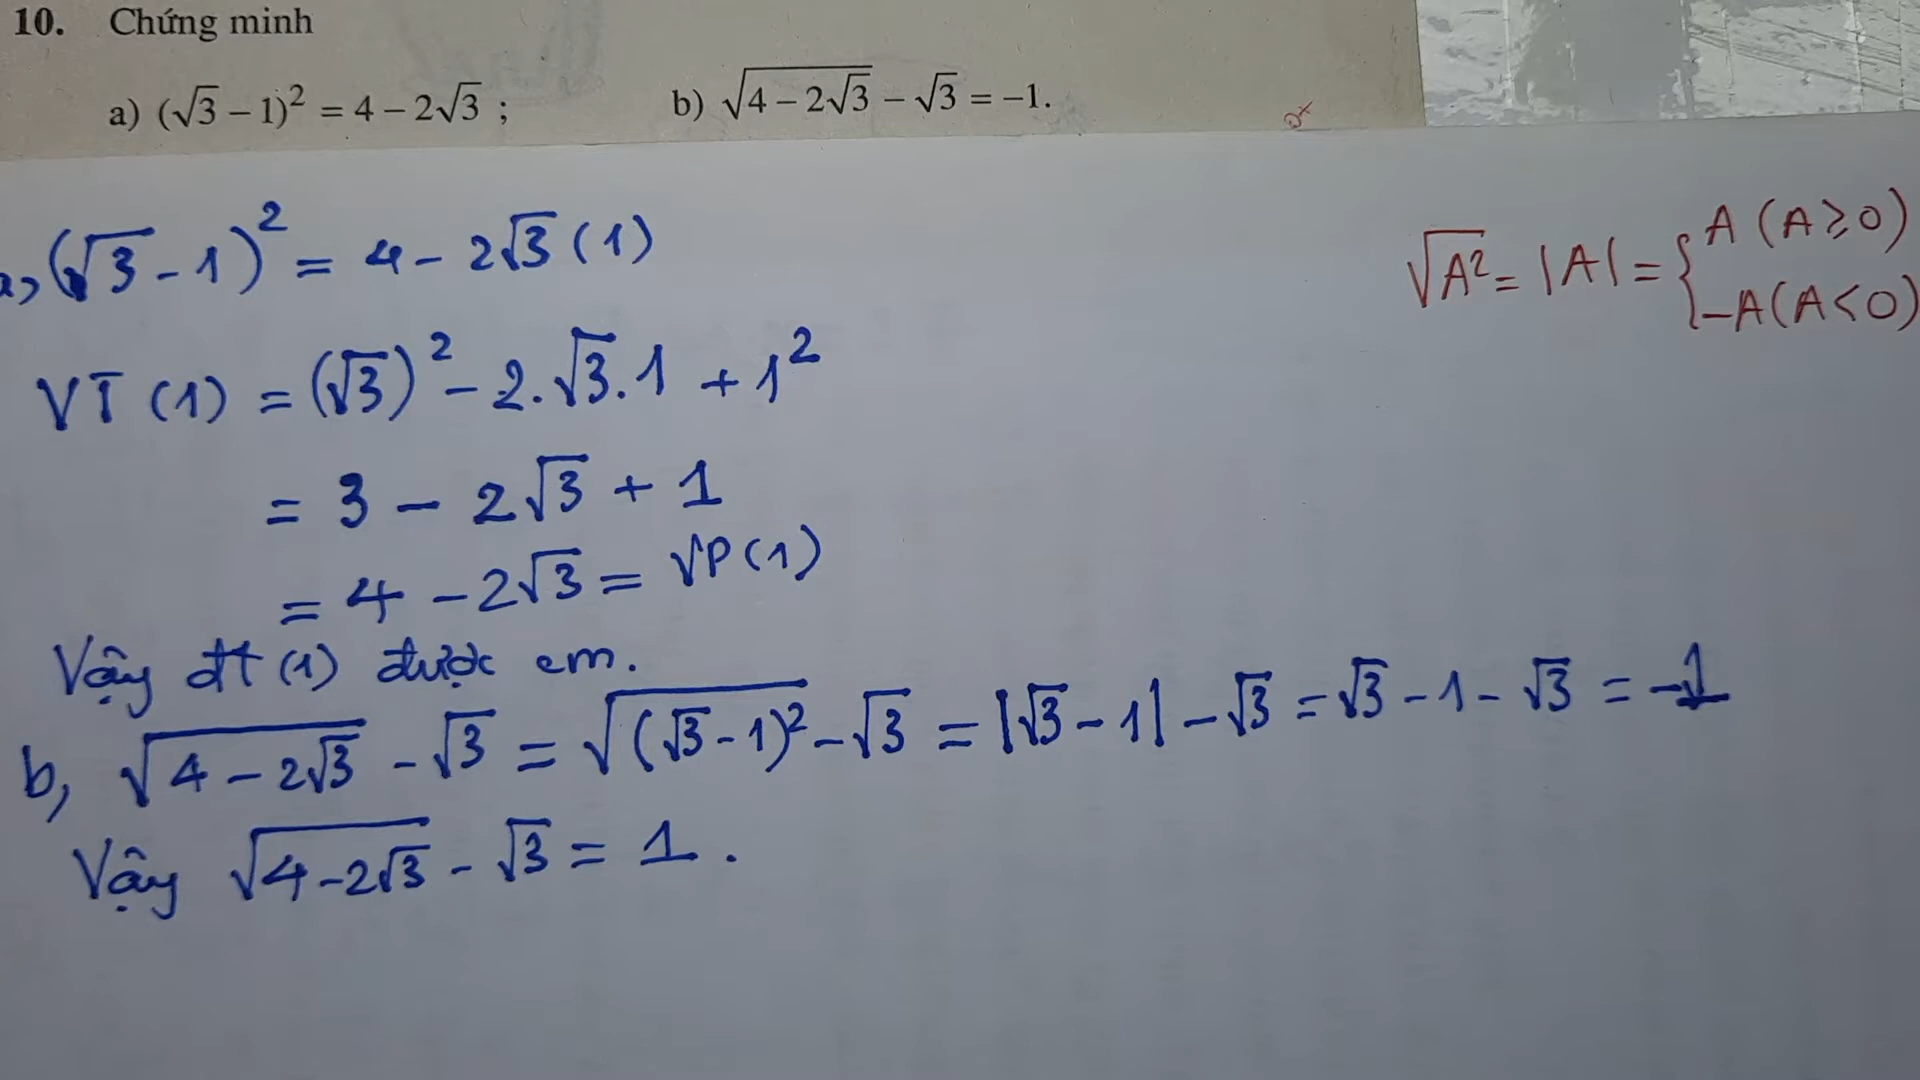 10. Chứng minh
a) (√3 – 1)² = 4 – 2√3 ; b) √(4 – 2√3) – √3 = –1.
a, (√3 - 1)² = 4 - 2√3 (1)
√A² = |A| = { A (A ≥ 0)
-A (A < 0)
VT (1) = (√3)² - 2.√3.1 + 1²
= 3 - 2√3 + 1
= 4 - 2√3 = VP (1)
Vậy đt (1) được cm.
b, √(4 - 2√3) - √3 = √((√3 - 1)²) - √3 = |√3 - 1| - √3 = √3 - 1 - √3 = -1
Vậy √(4 - 2√3) - √3 = 1.